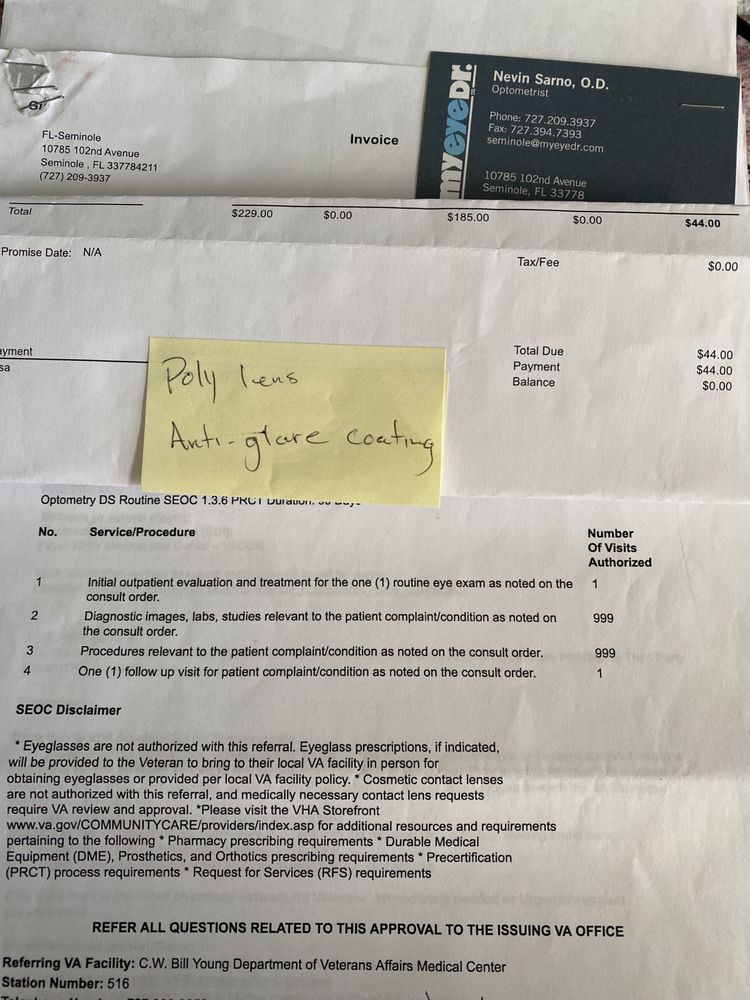 FL-Seminole
10785 102nd Avenue
Seminole , FL 337784211
(727) 209-3937
Invoice
myeyeDr.
Nevin Sarno, O.D.
Optometrist
Phone: 727.209.3937
Fax: 727.394.7393
seminole@myeyedr.com
10785 102nd Avenue
Seminole, FL 33778
Total $229.00 $0.00 $185.00 $0.00 $44.00
Promise Date: N/A
Tax/Fee $0.00
Total Due $44.00
Payment $44.00
Balance $0.00
Poly lens
Anti-glare coating
Optometry DS Routine SEOC 1.3.6 PRCT Duration:
No. Service/Procedure Number Of Visits Authorized
1 Initial outpatient evaluation and treatment for the one (1) routine eye exam as noted on the 1
consult order.
2 Diagnostic images, labs, studies relevant to the patient complaint/condition as noted on 999
the consult order.
3 Procedures relevant to the patient complaint/condition as noted on the consult order. 999
4 One (1) follow up visit for patient complaint/condition as noted on the consult order. 1
SEOC Disclaimer
* Eyeglasses are not authorized with this referral. Eyeglass prescriptions, if indicated,
will be provided to the Veteran to bring to their local VA facility in person for
obtaining eyeglasses or provided per local VA facility policy. * Cosmetic contact lenses
are not authorized with this referral, and medically necessary contact lens requests
require VA review and approval. *Please visit the VHA Storefront
www.va.gov/COMMUNITYCARE/providers/index.asp for additional resources and requirements
pertaining to the following * Pharmacy prescribing requirements * Durable Medical
Equipment (DME), Prosthetics, and Orthotics prescribing requirements * Precertification
(PRCT) process requirements * Request for Services (RFS) requirements
REFER ALL QUESTIONS RELATED TO THIS APPROVAL TO THE ISSUING VA OFFICE
Referring VA Facility: C.W. Bill Young Department of Veterans Affairs Medical Center
Station Number: 516